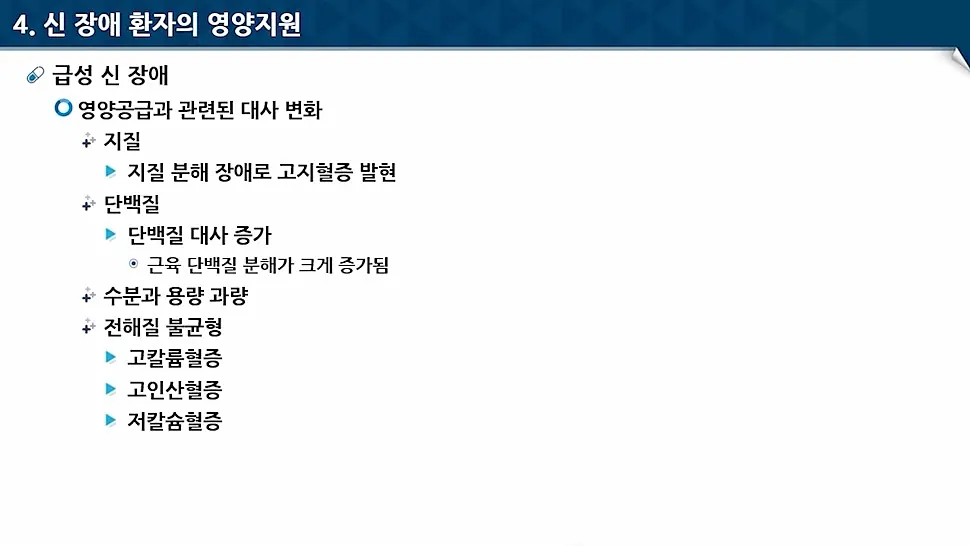 4. 신 장애 환자의 영양지원
급성 신 장애
영양공급과 관련된 대사 변화
지질
지질 분해 장애로 고지혈증 발현
단백질
단백질 대사 증가
근육 단백질 분해가 크게 증가됨
수분과 용량 과량
전해질 불균형
고칼륨혈증
고인산혈증
저칼슘혈증